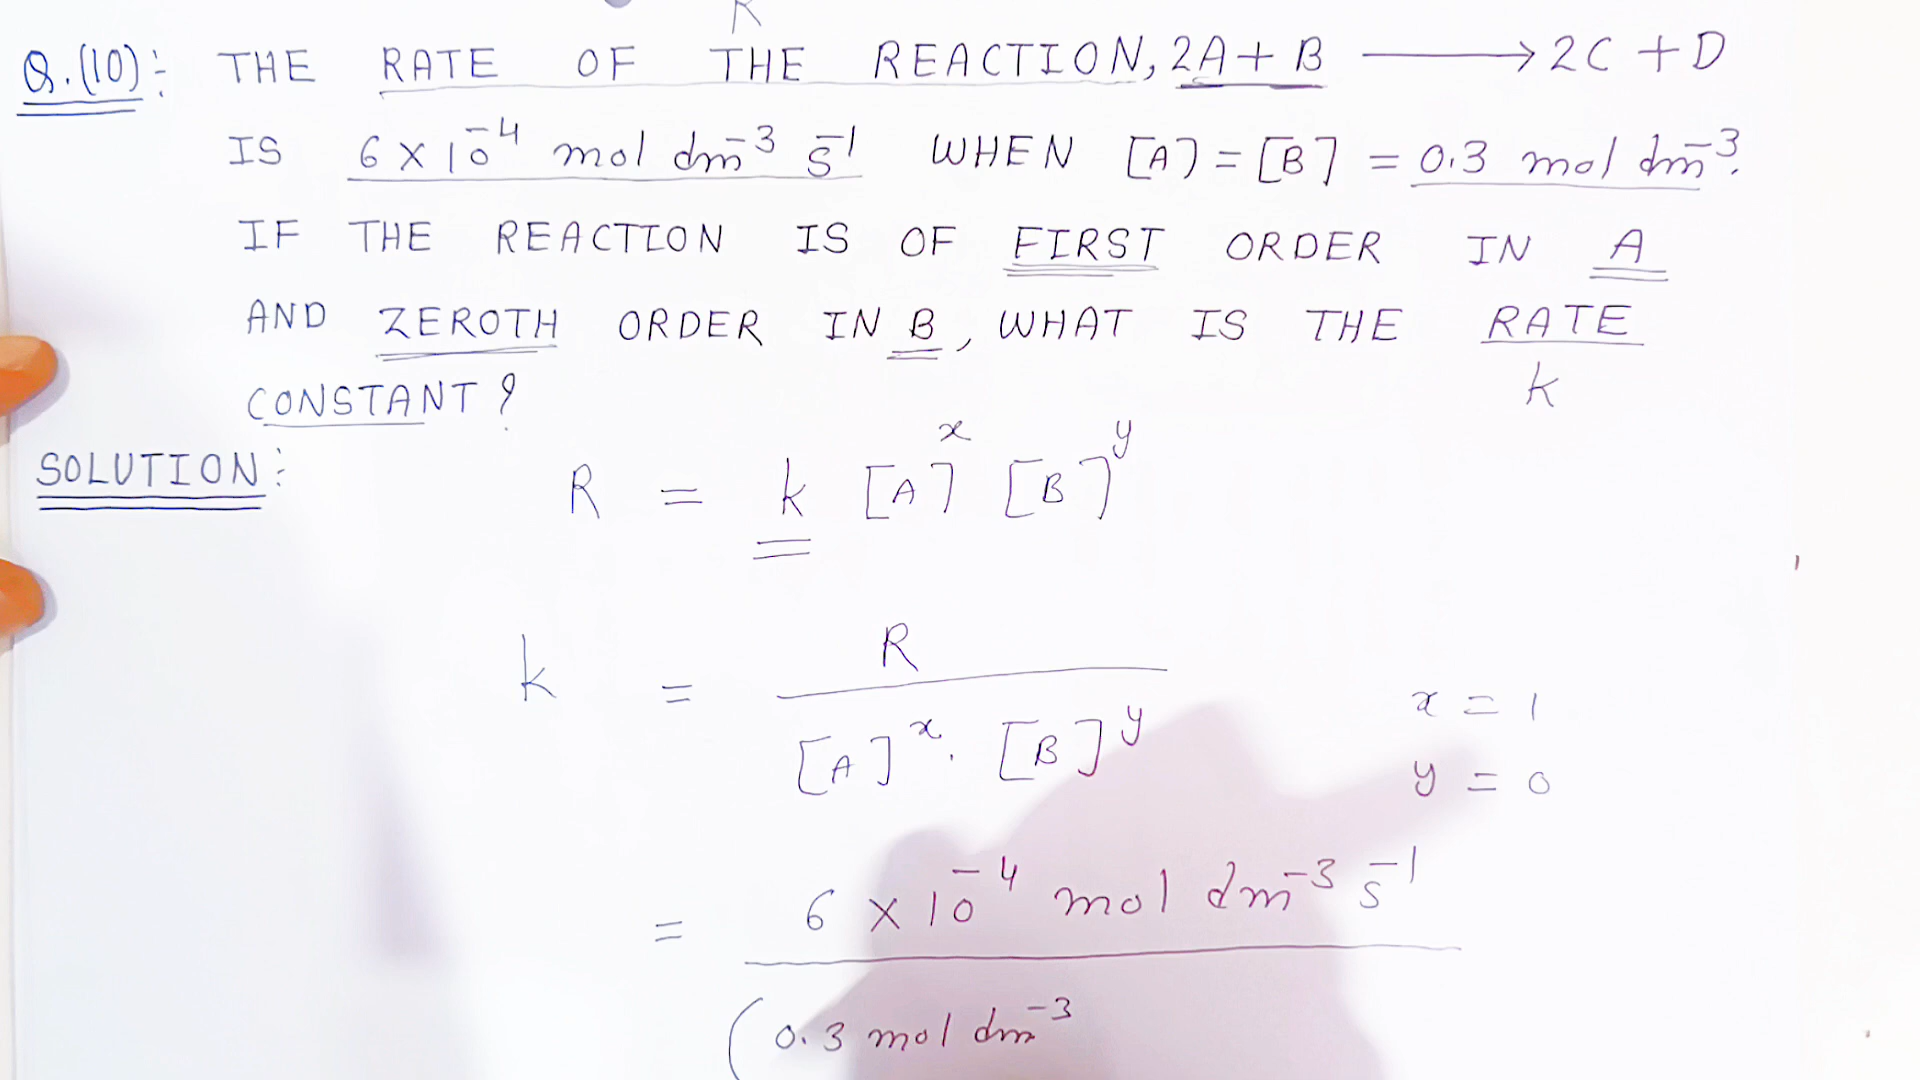 R
Q.(10): THE RATE OF THE REACTION, 2A + B ⟶ 2C + D
IS 6 × 10⁻⁴ mol dm⁻³ s⁻¹ WHEN [A] = [B] = 0.3 mol dm⁻³.
IF THE REACTION IS OF FIRST ORDER IN A
AND ZEROTH ORDER IN B, WHAT IS THE RATE
k
CONSTANT?
SOLUTION:
R = k [A]ˣ [B]ʸ
k = R / [A]ˣ · [B]ʸ
x = 1
y = 0
= 6 × 10⁻⁴ mol dm⁻³ s⁻¹
(0.3 mol dm⁻³